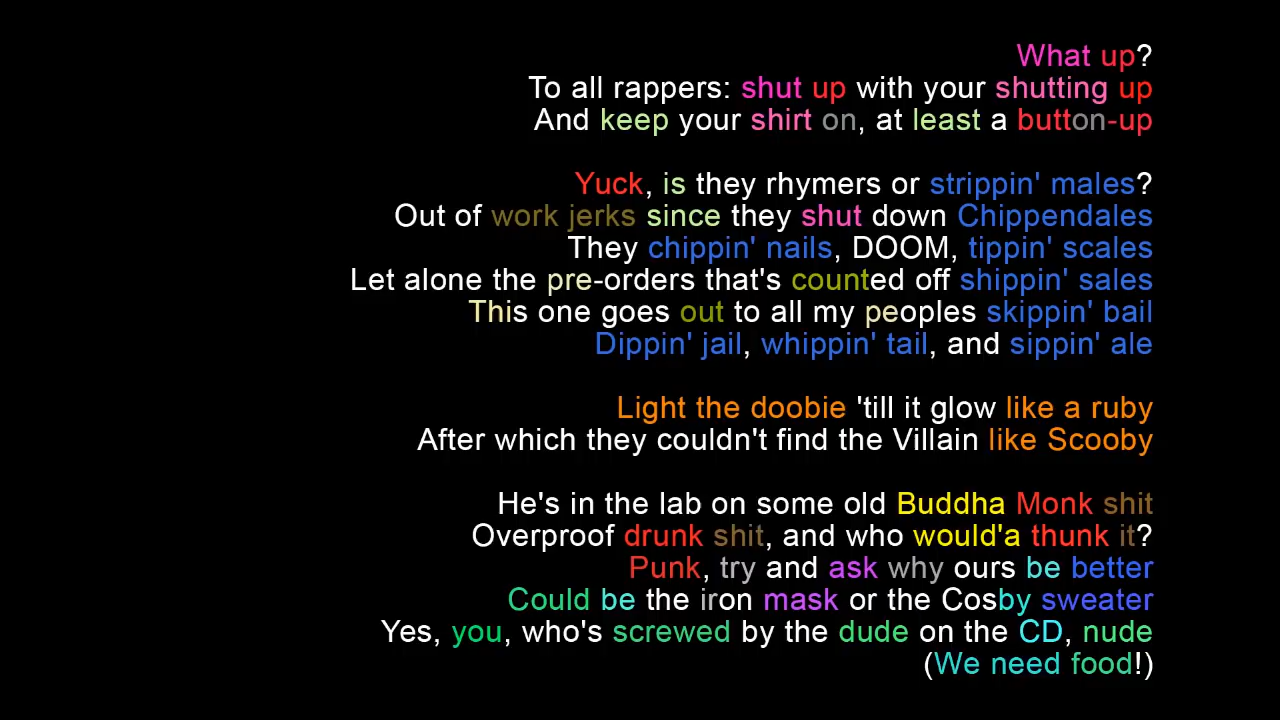 What up?
To all rappers: shut up with your shutting up
And keep your shirt on, at least a button-up
Yuck, is they rhymers or strippin' males?
Out of work jerks since they shut down Chippendales
They chippin' nails, DOOM, tippin' scales
Let alone the pre-orders that's counted off shippin' sales
This one goes out to all my peoples skippin' bail
Dippin' jail, whippin' tail, and sippin' ale
Light the doobie 'till it glow like a ruby
After which they couldn't find the Villain like Scooby
He's in the lab on some old Buddha Monk shit
Overproof drunk shit, and who would'a thunk it?
Punk, try and ask why ours be better
Could be the iron mask or the Cosby sweater
Yes, you, who's screwed by the dude on the CD, nude
(We need food!)